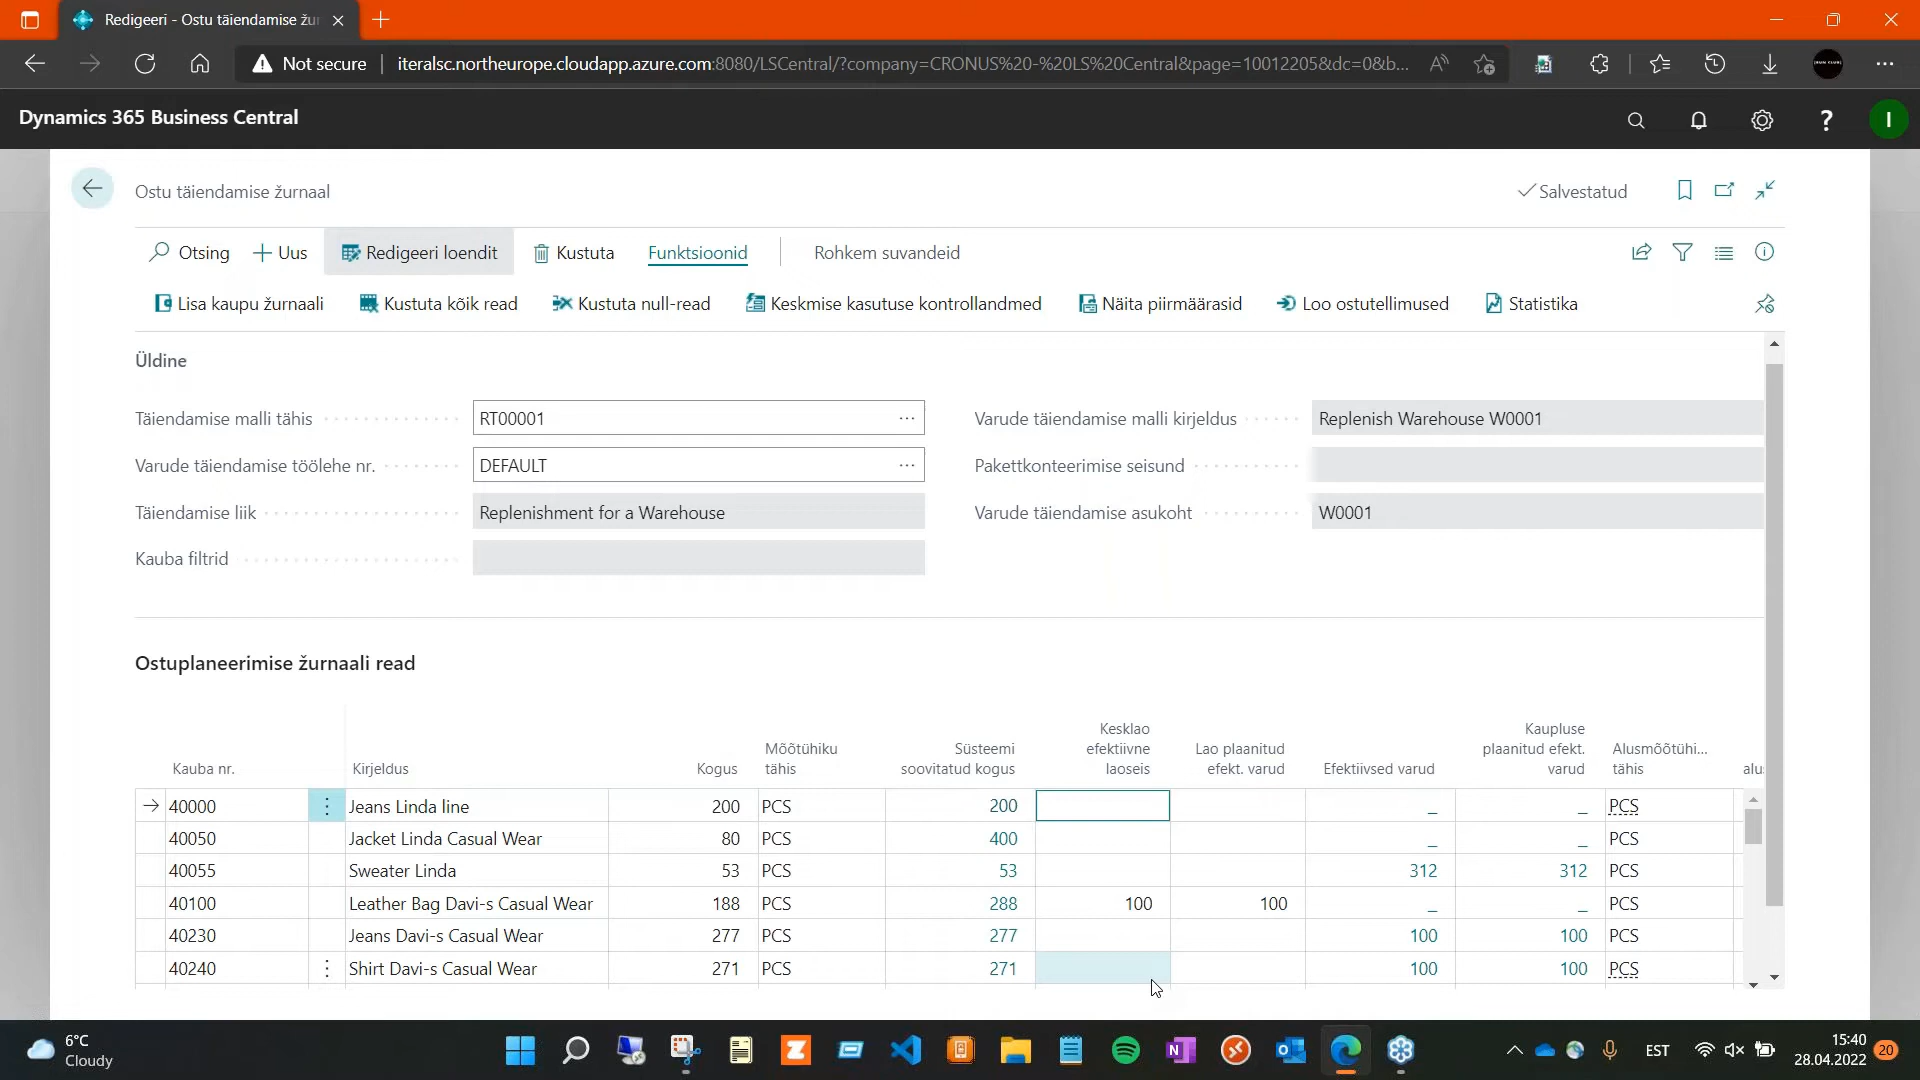 Redigeeri - Ostu täiendamise žu
Not secure
iteralsc.northeurope.cloudapp.azure.com:8080/LSCentral/?company=CRONUS%20-%20LS%20Central&page=10012205&dc=0&b...
Dynamics 365 Business Central
I
Ostu täiendamise žurnaal
Salvestatud
Otsing
Uus
Redigeeri loendit
Kustuta
Funktsioonid
Rohkem suvandeid
Lisa kaupu žurnaali
Kustuta kõik read
Kustuta null-read
Keskmise kasutuse kontrollandmed
Näita piirmäärasid
Loo ostutellimused
Statistika
Üldine
Täiendamise malli tähis RT00001 ...
Varude täiendamise malli kirjeldus Replenish Warehouse W0001
Varude täiendamise töölehe nr. DEFAULT ...
Pakettkonteerimise seisund
Täiendamise liik Replenishment for a Warehouse
Varude täiendamise asukoht W0001
Kauba filtrid
Ostuplaneerimise žurnaali read
Kauba nr. Kirjeldus Kogus Mõõtühiku tähis Süsteemi soovitatud kogus Kesklao efektiivne laoseis Lao plaanitud efekt. varud Efektiivsed varud Kaupluse plaanitud efekt. varud Alusmõõtühi... tähis alu
40000 Jeans Linda line 200 PCS 200 _ _ PCS
40050 Jacket Linda Casual Wear 80 PCS 400 _ _ PCS
40055 Sweater Linda 53 PCS 53 312 312 PCS
40100 Leather Bag Davi-s Casual Wear 188 PCS 288 100 100 _ _ PCS
40230 Jeans Davi-s Casual Wear 277 PCS 277 100 100 PCS
40240 Shirt Davi-s Casual Wear 271 PCS 271 100 100 PCS
6°C
Cloudy
EST
15:40
28.04.2022
20